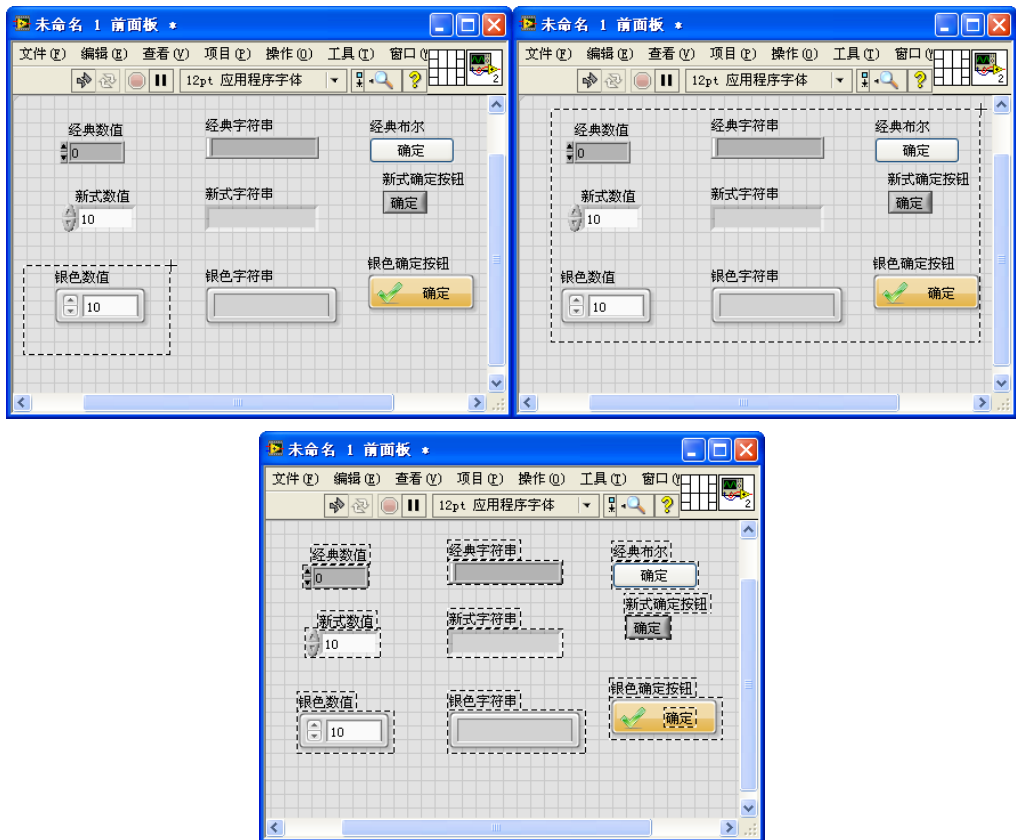 未命名 1 前面板 *
文件(F) 编辑(E) 查看(V) 项目(P) 操作(O) 工具(T) 窗口(
12pt 应用程序字体
2
经典数值
0
经典字符串
经典布尔
确定
新式数值
10
新式字符串
新式确定按钮
确定
银色数值
10
银色字符串
银色确定按钮
确定
未命名 1 前面板 *
文件(F) 编辑(E) 查看(V) 项目(P) 操作(O) 工具(T) 窗口(
12pt 应用程序字体
2
经典数值
0
经典字符串
经典布尔
确定
新式数值
10
新式字符串
新式确定按钮
确定
银色数值
10
银色字符串
银色确定按钮
确定
未命名 1 前面板 *
文件(F) 编辑(E) 查看(V) 项目(P) 操作(O) 工具(T) 窗口(
12pt 应用程序字体
2
经典数值
0
经典字符串
经典布尔
确定
新式数值
10
新式字符串
新式确定按钮
确定
银色数值
10
银色字符串
银色确定按钮
确定